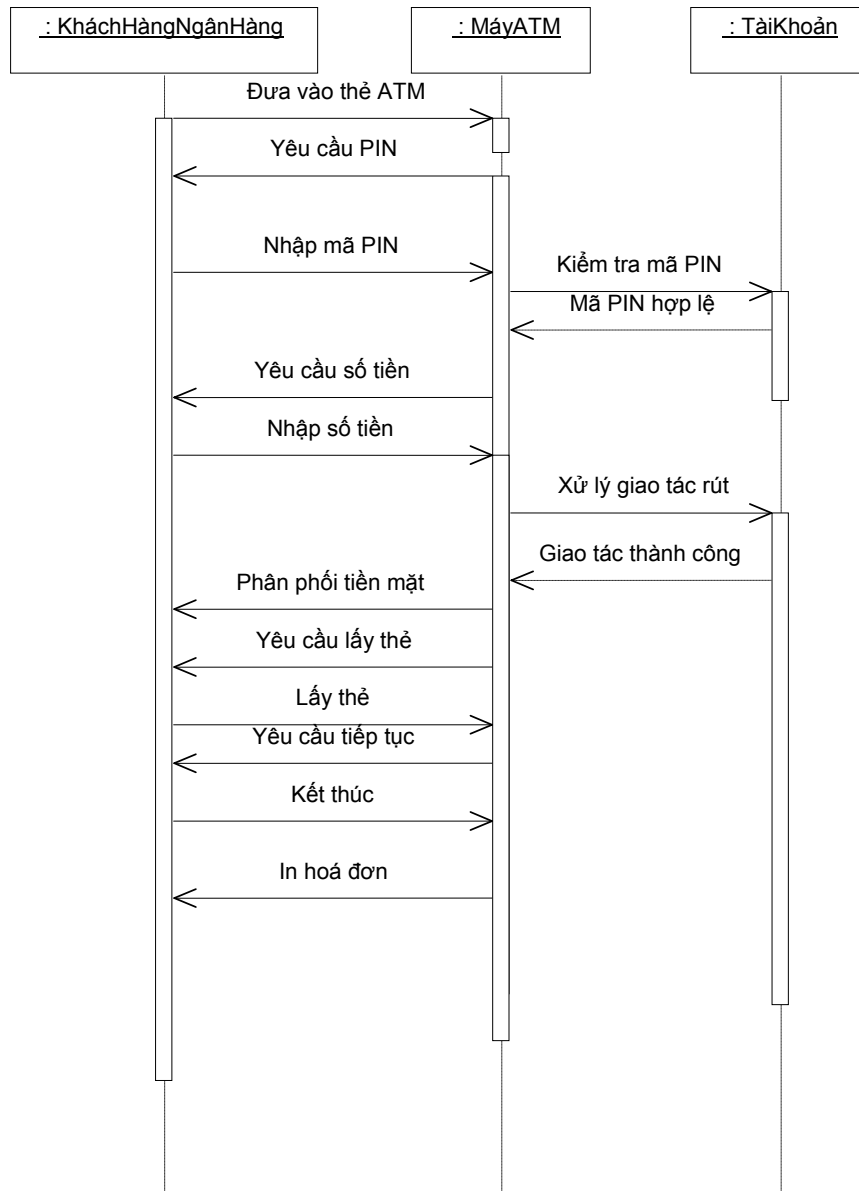 : KháchHàngNgânHàng
: MáyATM
: TàiKhoản
Đưa vào thẻ ATM
Yêu cầu PIN
Nhập mã PIN
Kiểm tra mã PIN
Mã PIN hợp lệ
Yêu cầu số tiền
Nhập số tiền
Xử lý giao tác rút
Giao tác thành công
Phân phối tiền mặt
Yêu cầu lấy thẻ
Lấy thẻ
Yêu cầu tiếp tục
Kết thúc
In hoá đơn